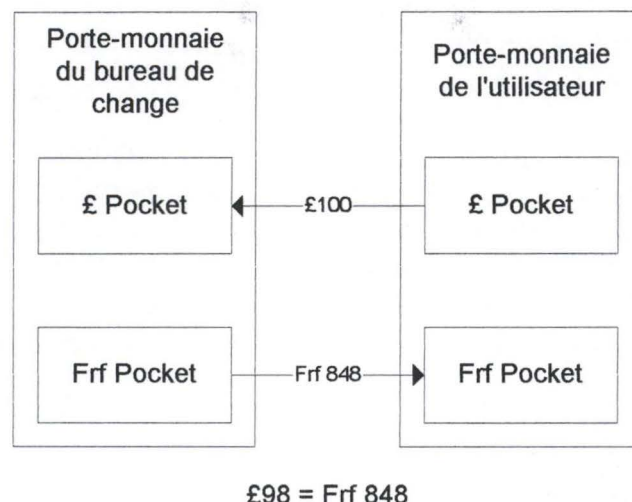 Porte-monnaie
du bureau de
change
Porte-monnaie
de l'utilisateur
£ Pocket
£100
£ Pocket
Frf Pocket
Frf 848
Frf Pocket
£98 = Frf 848